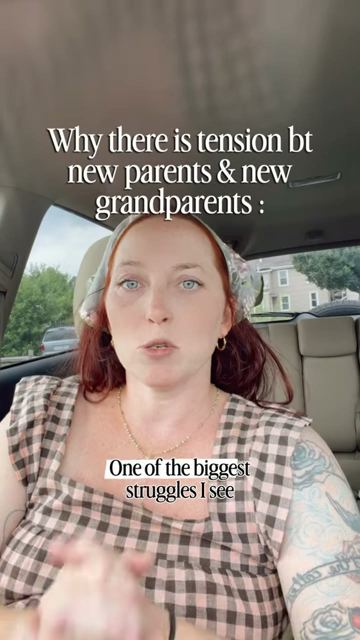 Why there is tension bt
new parents & new
grandparents :
One of the biggest
struggles I see